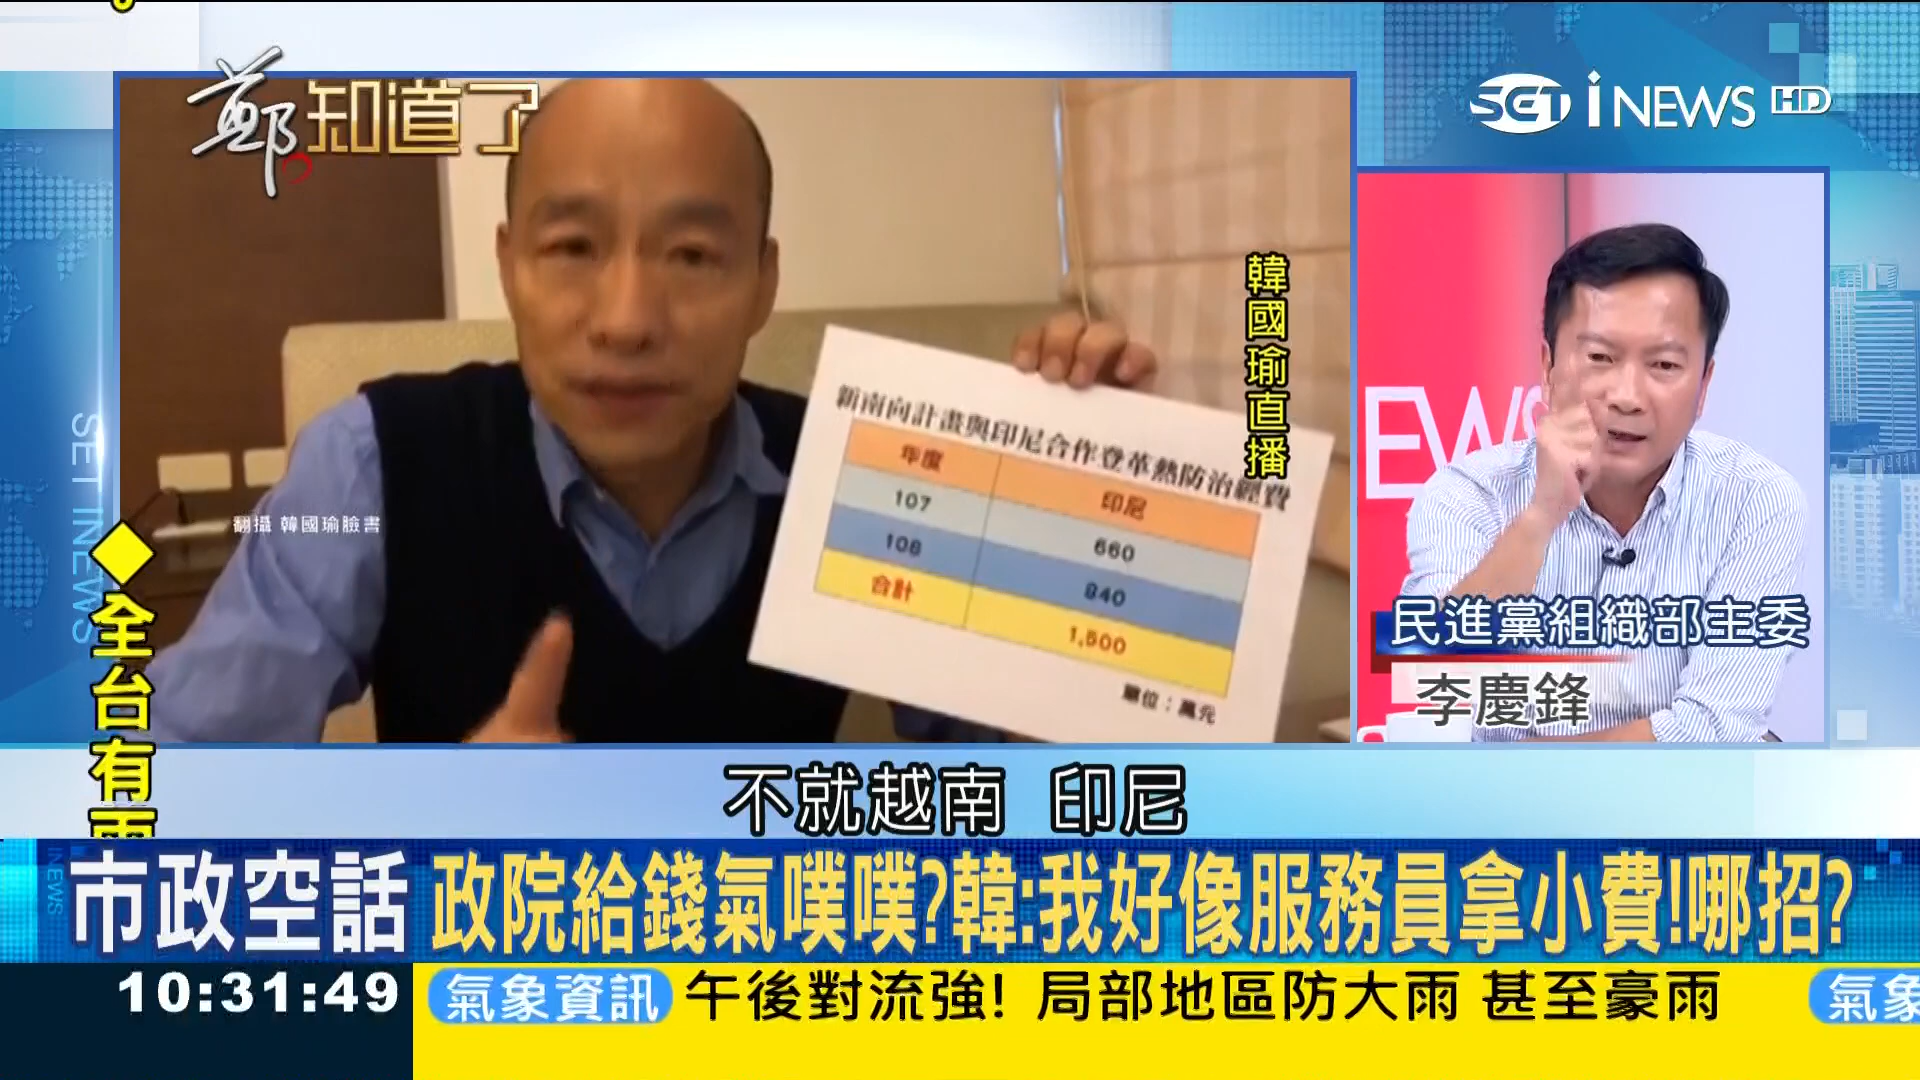 鄭知道了
SET iNEWS HD
韓國瑜直播
翻攝 韓國瑜臉書
新南向計畫與印尼合作登革熱防治經費
年度 印尼
107 660
108 840
合計 1,500
單位：萬元
EWS
民進黨組織部主委
李慶鋒
SET INEWS
◆全台有雨
不就越南 印尼
市政空話 政院給錢氣噗噗?韓:我好像服務員拿小費!哪招?
10:31:49 氣象資訊 午後對流強! 局部地區防大雨 甚至豪雨 氣象